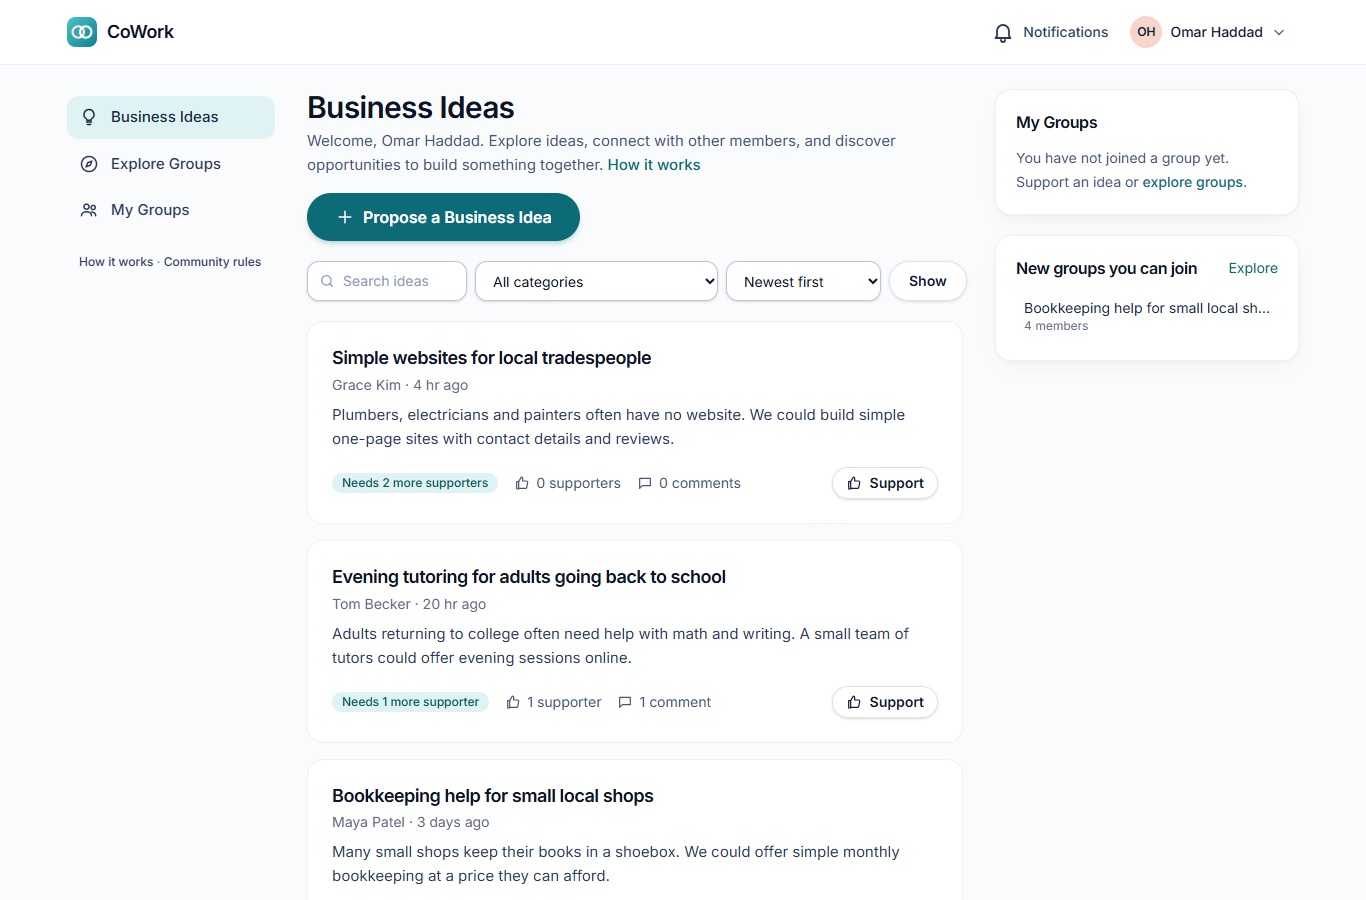 CoWork
Notifications
OH
Omar Haddad
Business Ideas
Explore Groups
My Groups
How it works · Community rules
Business Ideas
Welcome, Omar Haddad. Explore ideas, connect with other members, and discover
opportunities to build something together. How it works
Propose a Business Idea
Search ideas
All categories
Newest first
Show
Simple websites for local tradespeople
Grace Kim · 4 hr ago
Plumbers, electricians and painters often have no website. We could build simple
one-page sites with contact details and reviews.
Needs 2 more supporters
0 supporters
0 comments
Support
Evening tutoring for adults going back to school
Tom Becker · 20 hr ago
Adults returning to college often need help with math and writing. A small team of
tutors could offer evening sessions online.
Needs 1 more supporter
1 supporter
1 comment
Support
Bookkeeping help for small local shops
Maya Patel · 3 days ago
Many small shops keep their books in a shoebox. We could offer simple monthly
bookkeeping at a price they can afford.
My Groups
You have not joined a group yet.
Support an idea or explore groups.
New groups you can join
Explore
Bookkeeping help for small local sh...
4 members